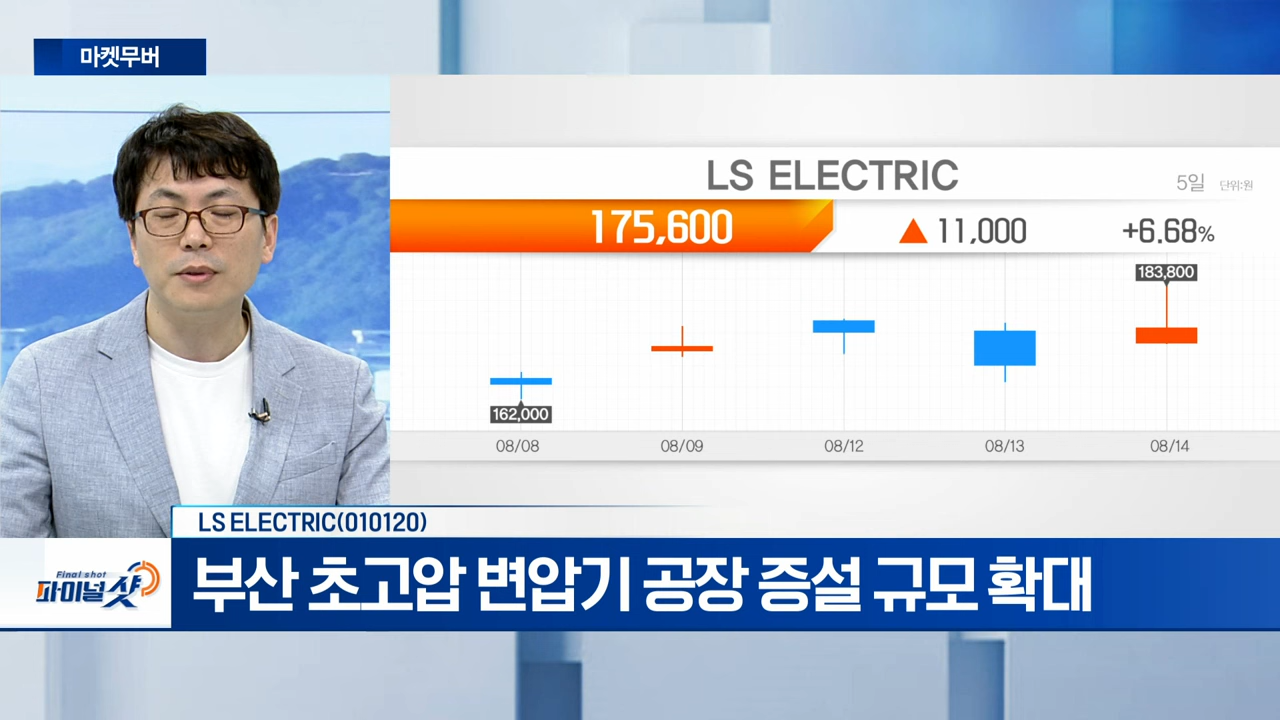 마켓무버
LS ELECTRIC
5일 단위:원
175,600 ▲ 11,000 +6.68%
183,800
162,000
08/08 08/09 08/12 08/13 08/14
LS ELECTRIC(010120)
Final shot
파이널샷
부산 초고압 변압기 공장 증설 규모 확대